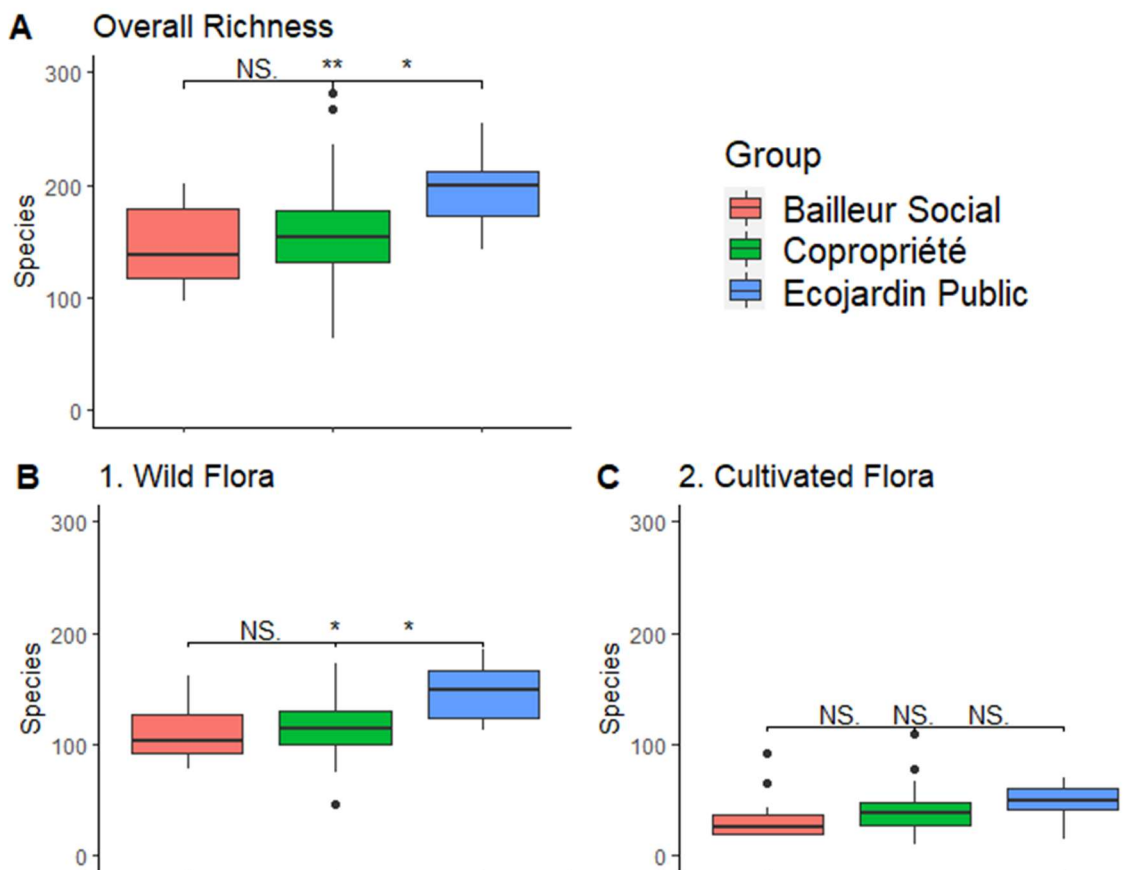 A Overall Richness
300
200
100
0
Species
NS. ** *
Group
Bailleur Social
Copropriété
Ecojardin Public
B 1. Wild Flora
300
200
100
0
Species
NS. * *
C 2. Cultivated Flora
300
200
100
0
Species
NS. NS. NS.